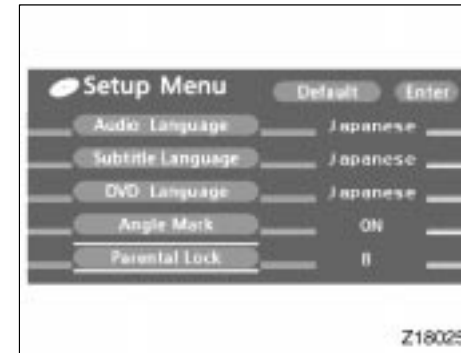 Setup Menu Default Enter
Audio Language Japanese
Subtitle Language Japanese
DVD Language Japanese
Angle Mark ON
Parental Lock 8
Z18025